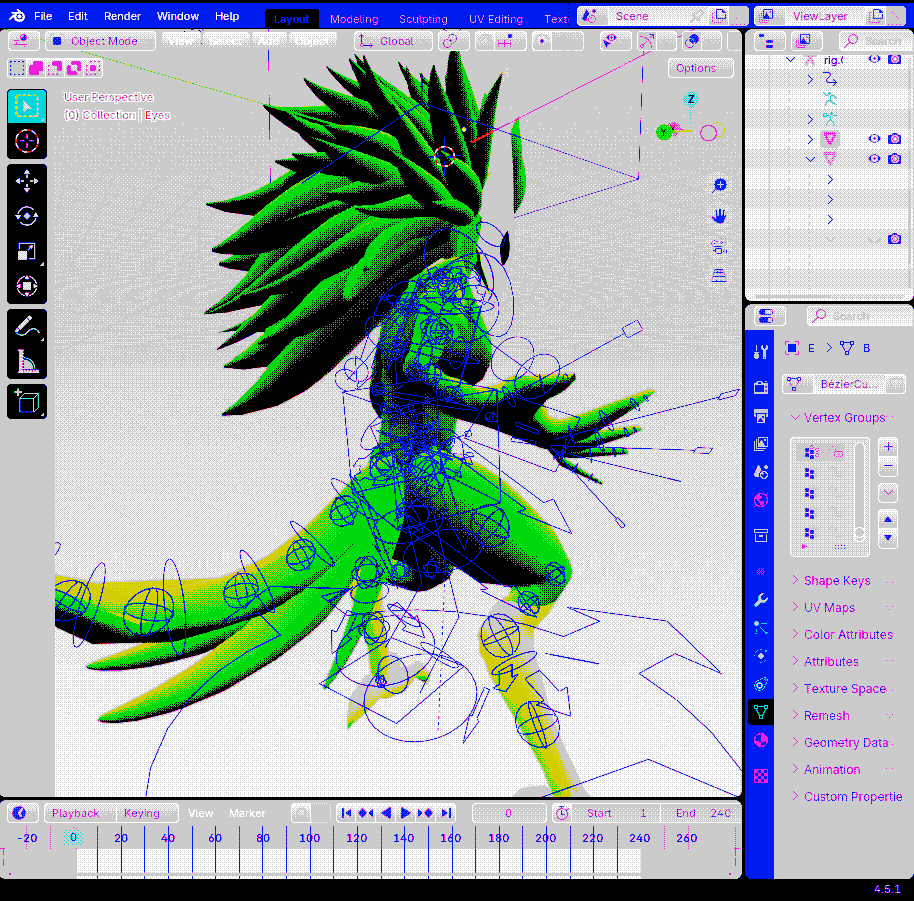 File Edit Render Window Help Layout Modeling Sculpting UV Editing Text Scene ViewLayer
Object Mode View Select Object Global
Search
Options
rig.
User Perspective
(0) Collection | Eyes
Z
Y
Search
E > B
BézierCu...
Vertex Groups
Shape Keys
UV Maps
Color Attributes
Attributes
Texture Space
Remesh
Geometry Data
Animation
Custom Propertie
Playback Keying View Marker 0 Start 1 End 240
-20 0 20 40 60 80 100 120 140 160 180 200 220 240 260
4.5.1